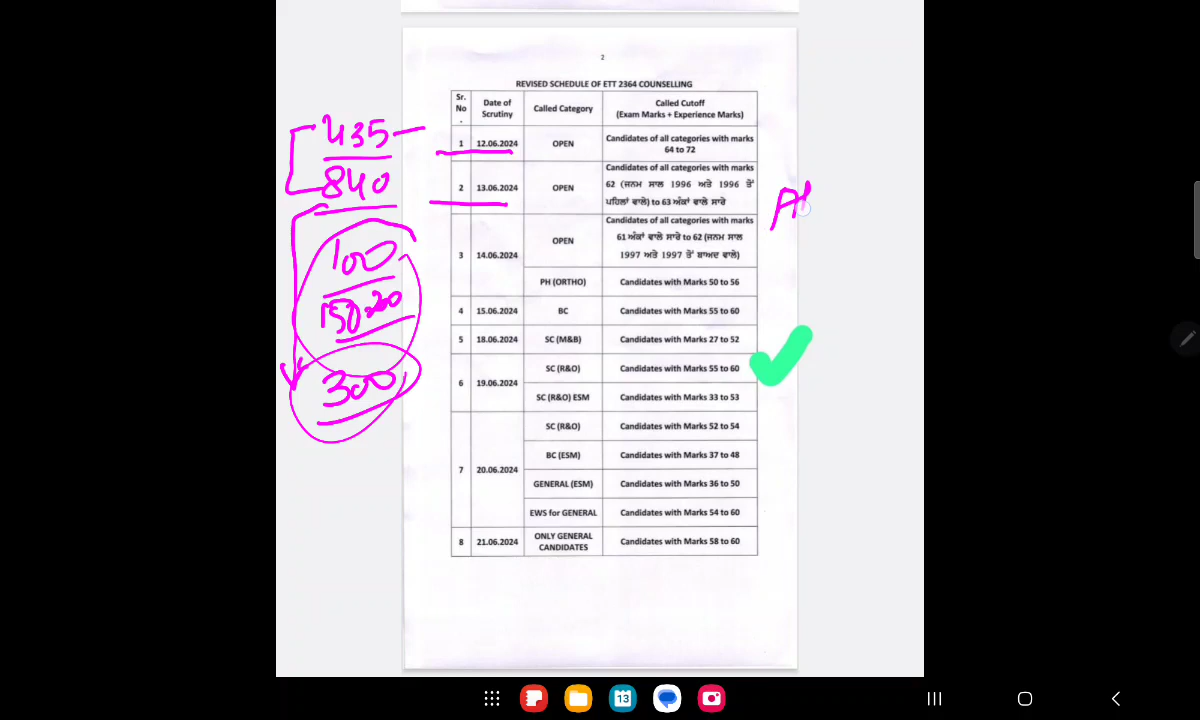 2
REVISED SCHEDULE OF ETT 2364 COUNSELLING
Sr. No . Date of Scrutiny Called Category Called Cutoff (Exam Marks + Experience Marks)
1 12.06.2024 OPEN Candidates of all categories with marks 64 to 72
2 13.06.2024 OPEN Candidates of all categories with marks 62 (ਜਨਮ ਸਾਲ 1996 ਅਤੇ 1996 ਤੋਂ ਪਹਿਲਾਂ ਵਾਲੇ) to 63 ਅੰਕਾਂ ਵਾਲੇ ਸਾਰੇ
3 14.06.2024 OPEN Candidates of all categories with marks 61 ਅੰਕਾਂ ਵਾਲੇ ਸਾਰੇ to 62 (ਜਨਮ ਸਾਲ 1997 ਅਤੇ 1997 ਤੋਂ ਬਾਅਦ ਵਾਲੇ)
PH (ORTHO) Candidates with Marks 50 to 56
4 15.06.2024 BC Candidates with Marks 55 to 60
5 18.06.2024 SC (M&B) Candidates with Marks 27 to 52
6 19.06.2024 SC (R&O) Candidates with Marks 55 to 60
SC (R&O) ESM Candidates with Marks 33 to 53
7 20.06.2024 SC (R&O) Candidates with Marks 52 to 54
BC (ESM) Candidates with Marks 37 to 48
GENERAL (ESM) Candidates with Marks 36 to 50
EWS for GENERAL Candidates with Marks 54 to 60
8 21.06.2024 ONLY GENERAL CANDIDATES Candidates with Marks 58 to 60
435
840
100
300
13